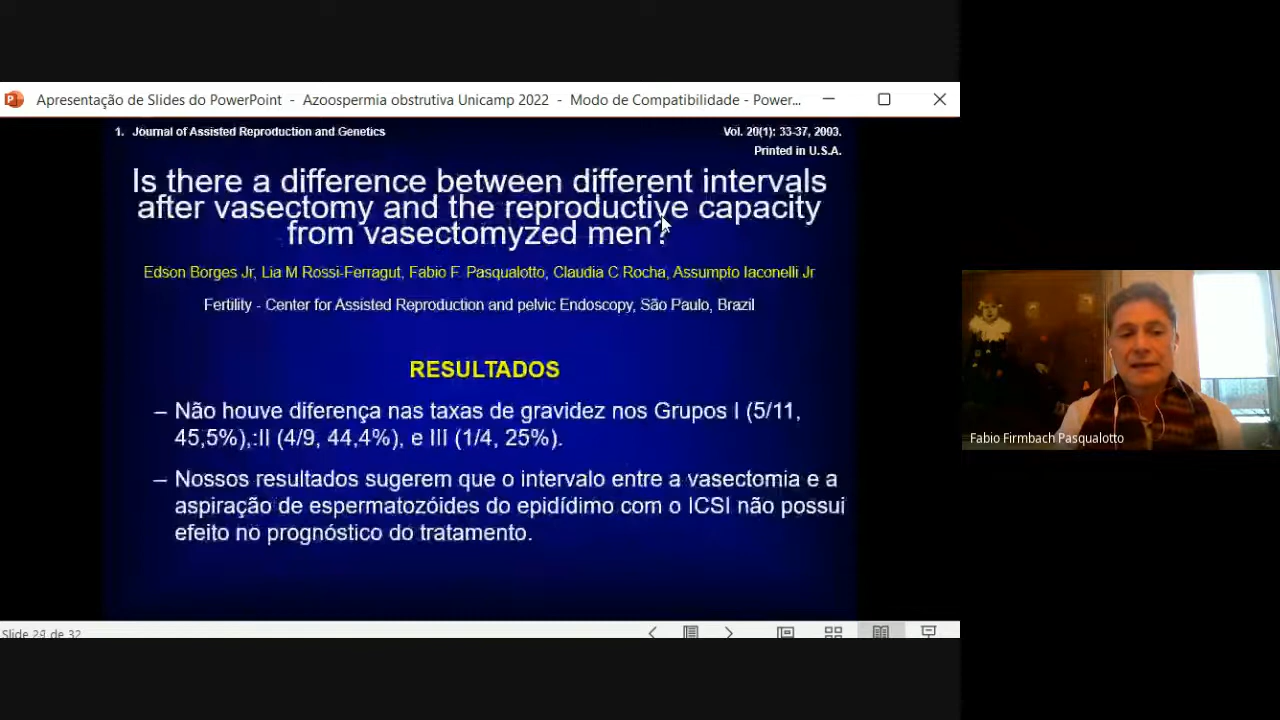 Apresentação de Slides do PowerPoint - Azoospermia obstrutiva Unicamp 2022 - Modo de Compatibilidade - Power...
1. Journal of Assisted Reproduction and Genetics
Vol. 20(1): 33-37, 2003.
Printed in U.S.A.
Is there a difference between different intervals
after vasectomy and the reproductive capacity
from vasectomyzed men?
Edson Borges Jr, Lia M Rossi-Ferragut, Fabio F. Pasqualotto, Claudia C Rocha, Assumpto Iaconelli Jr
Fertility - Center for Assisted Reproduction and pelvic Endoscopy, São Paulo, Brazil
RESULTADOS
– Não houve diferença nas taxas de gravidez nos Grupos I (5/11,
45,5%),:II (4/9, 44,4%), e III (1/4, 25%).
– Nossos resultados sugerem que o intervalo entre a vasectomia e a
aspiração de espermatozóides do epidídimo com o ICSI não possui
efeito no prognóstico do tratamento.
Fabio Firmbach Pasqualotto
Slide 29 de 32